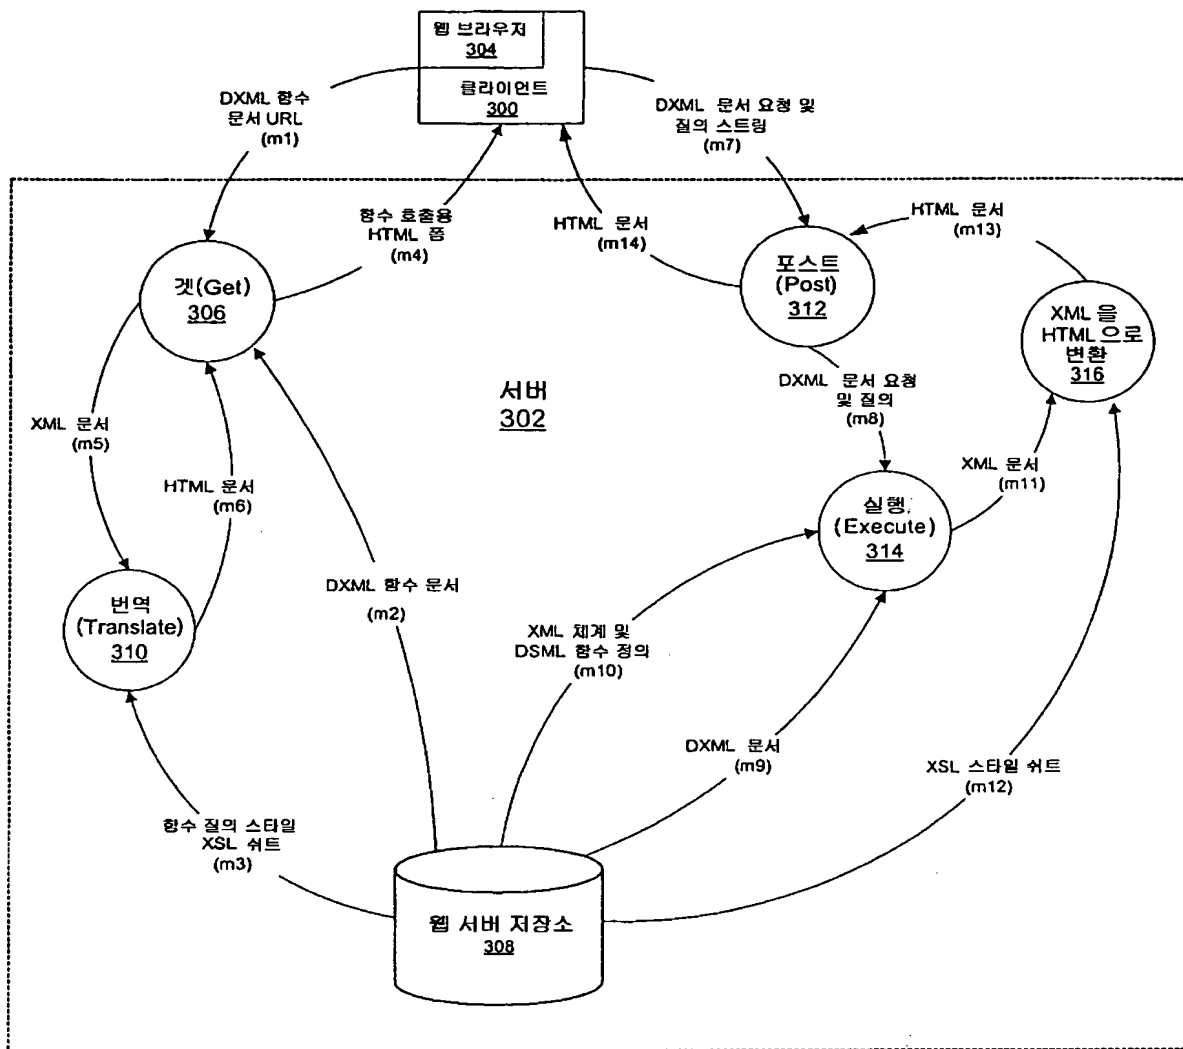 웹 브라우저
304
클라이언트
300
DXML 함수
문서 URL
(m1)
DXML 문서 요청 및
질의 스트링
(m7)
함수 호출용
HTML 폼
(m4)
HTML 문서
(m14)
HTML 문서
(m13)
겟(Get)
306
포스트
(Post)
312
XML 을
HTML 으로
변환
316
서버
302
DXML 문서 요청
및 질의
(m8)
XML 문서
(m5)
HTML 문서
(m6)
XML 문서
(m11)
실행
(Execute)
314
번역
(Translate)
310
DXML 함수 문서
(m2)
XML 체계 및
DSML 함수 정의
(m10)
DXML 문서
(m9)
XSL 스타일 쉬트
(m12)
함수 질의 스타일
XSL 쉬트
(m3)
웹 서버 저장소
308